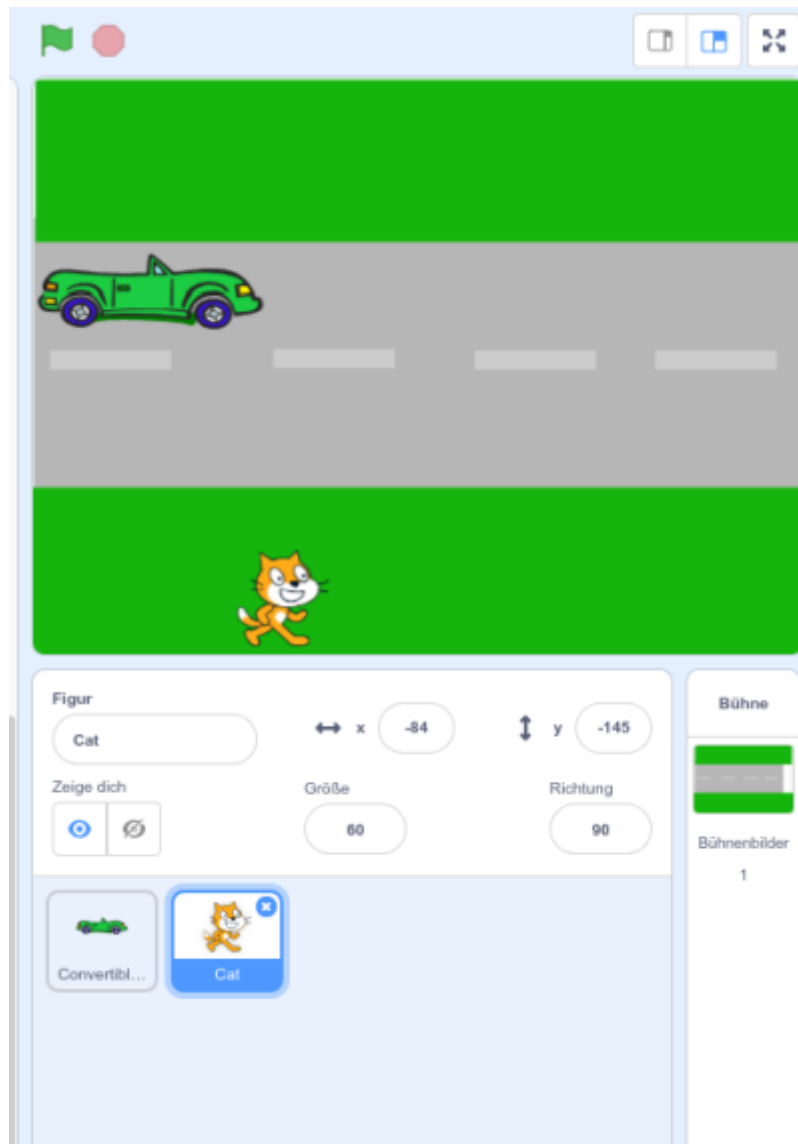 Figur
Cat
x -84
y -145
Zeige dich
Größe
60
Richtung
90
Convertibl...
Cat
Bühne
Bühnenbilder
1